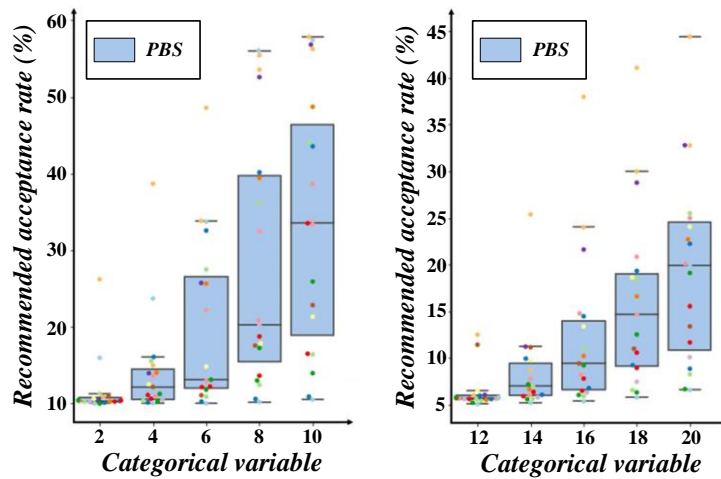 Recommended acceptance rate (%)
60
50
40
30
20
10
PBS
2 4 6 8 10
Categorical variable
Recommended acceptance rate (%)
45
40
35
30
25
20
15
10
5
PBS
12 14 16 18 20
Categorical variable